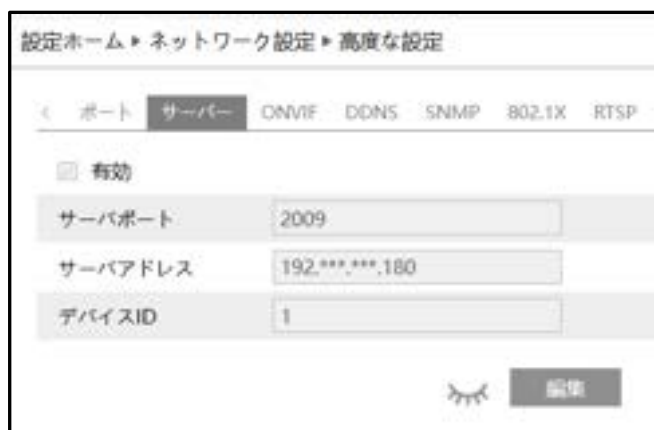 設定ホーム ▸ ネットワーク設定 ▸ 高度な設定
< ポート サーバー ONVIF DDNS SNMP 802.1X RTSP
有効
サーバポート 2009
サーバアドレス 192.***.***.180
デバイスID 1
編集